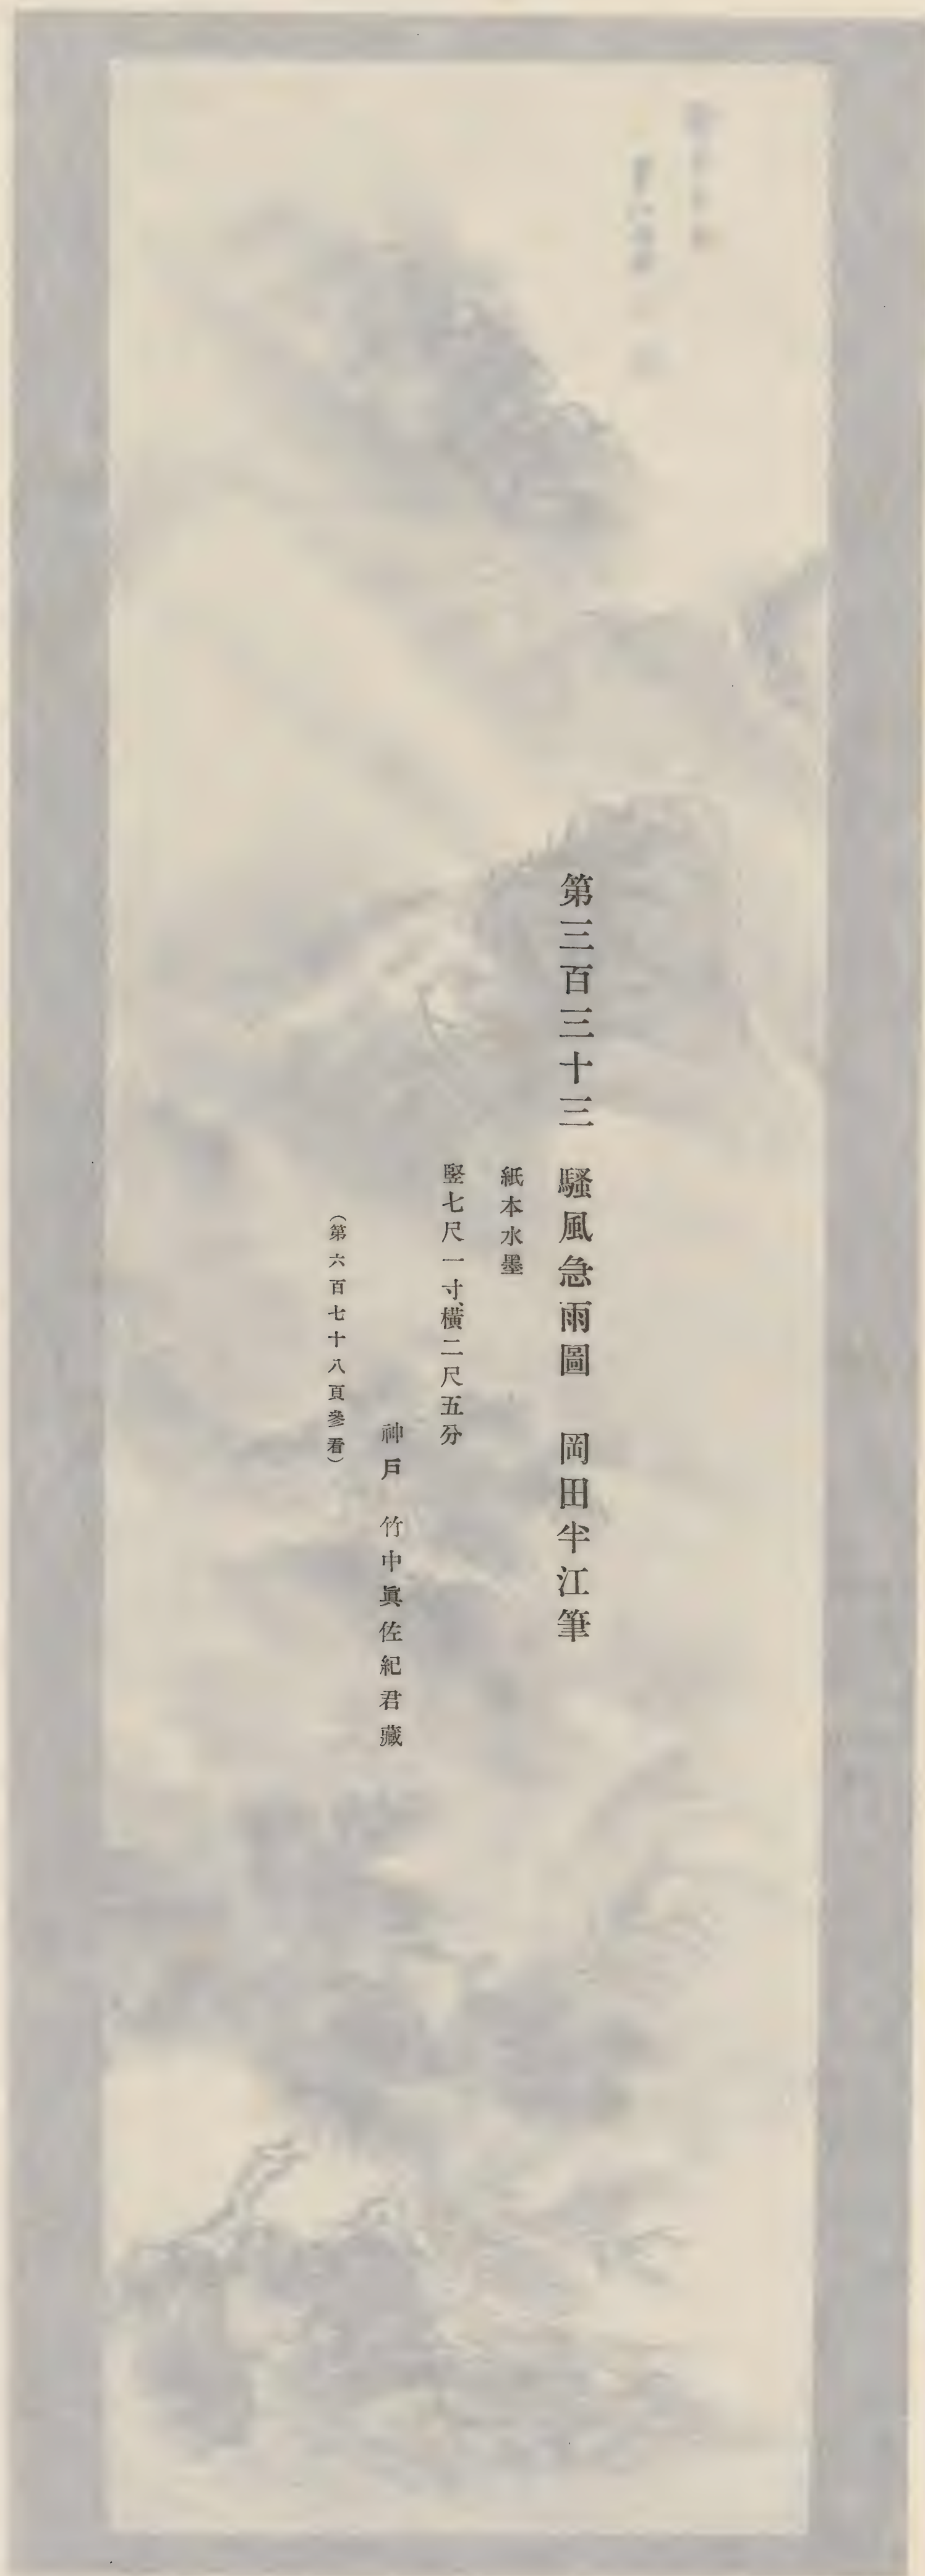 第三百三十三　騷風急雨圖　岡田半江筆
紙本水墨
竪七尺一寸、橫二尺五分
神戶　竹中眞佐紀君藏
（第六百七十八頁參看）